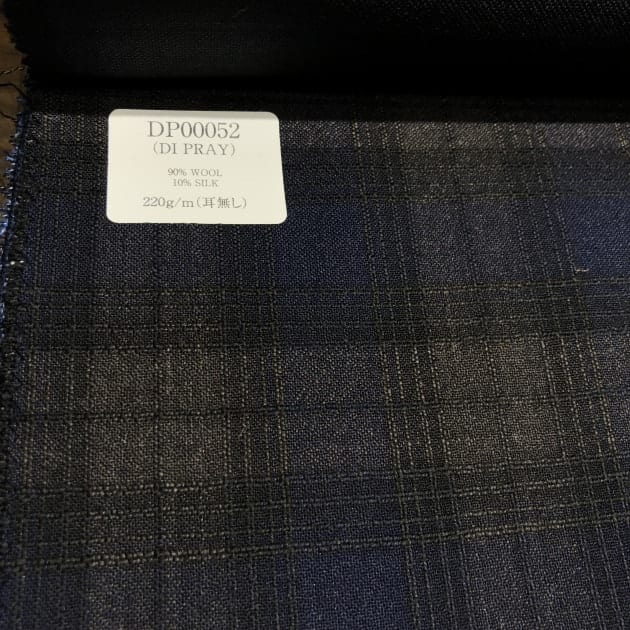 DP00052
(DI PRAY)
90% WOOL
10% SILK
220g/m(耳無し)